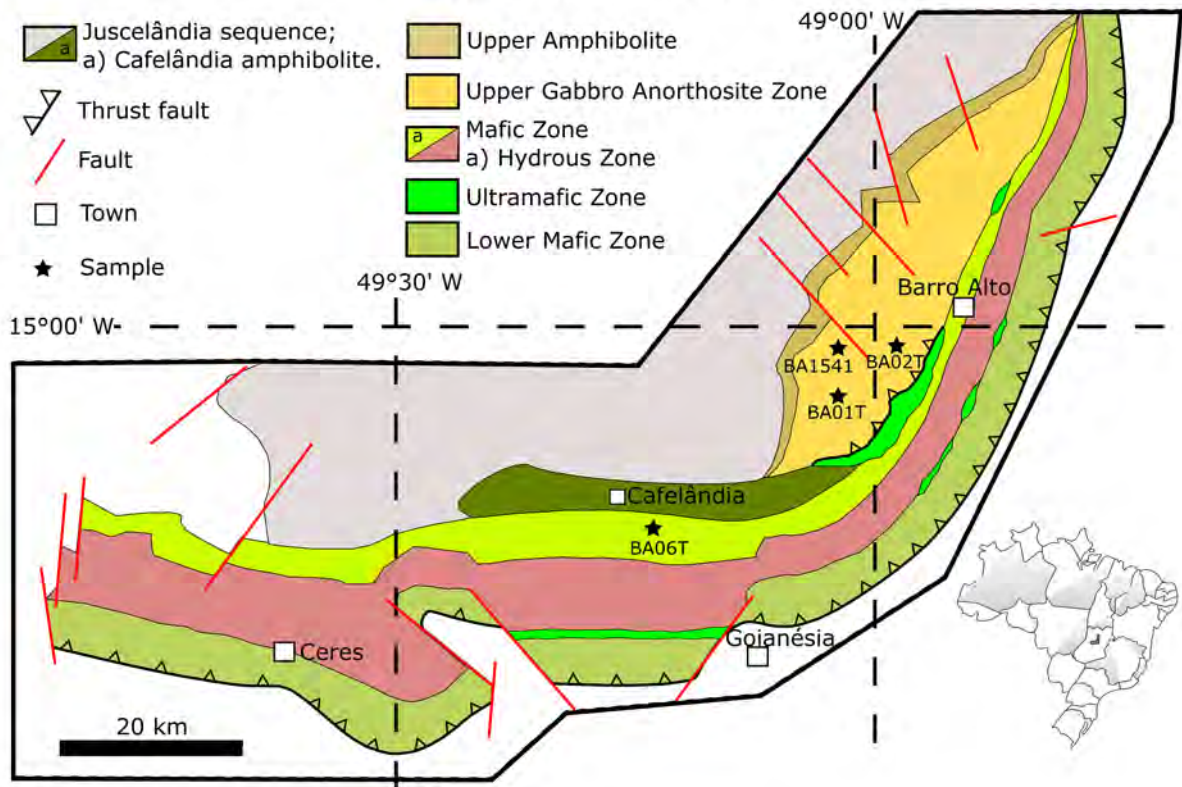 Juscelândia sequence;
a
a) Cafelândia amphibolite.
Thrust fault
Fault
Town
Sample
Upper Amphibolite
Upper Gabbro Anorthosite Zone
a
Mafic Zone
a) Hydrous Zone
Ultramafic Zone
Lower Mafic Zone
49°00' W
49°30' W
15°00' W
Barro Alto
BA1541
BA02T
BA01T
Cafelândia
BA06T
Goianésia
Ceres
20 km